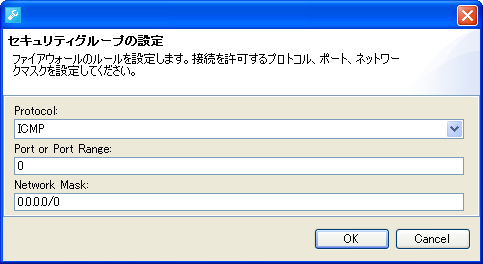 セキュリティグループの設定
ファイアウォールのルールを設定します。接続を許可するプロトコル、ポート、ネットワー
クマスクを設定してください。
Protocol:
ICMP
Port or Port Range:
0
Network Mask:
0.0.0.0/0
OK Cancel